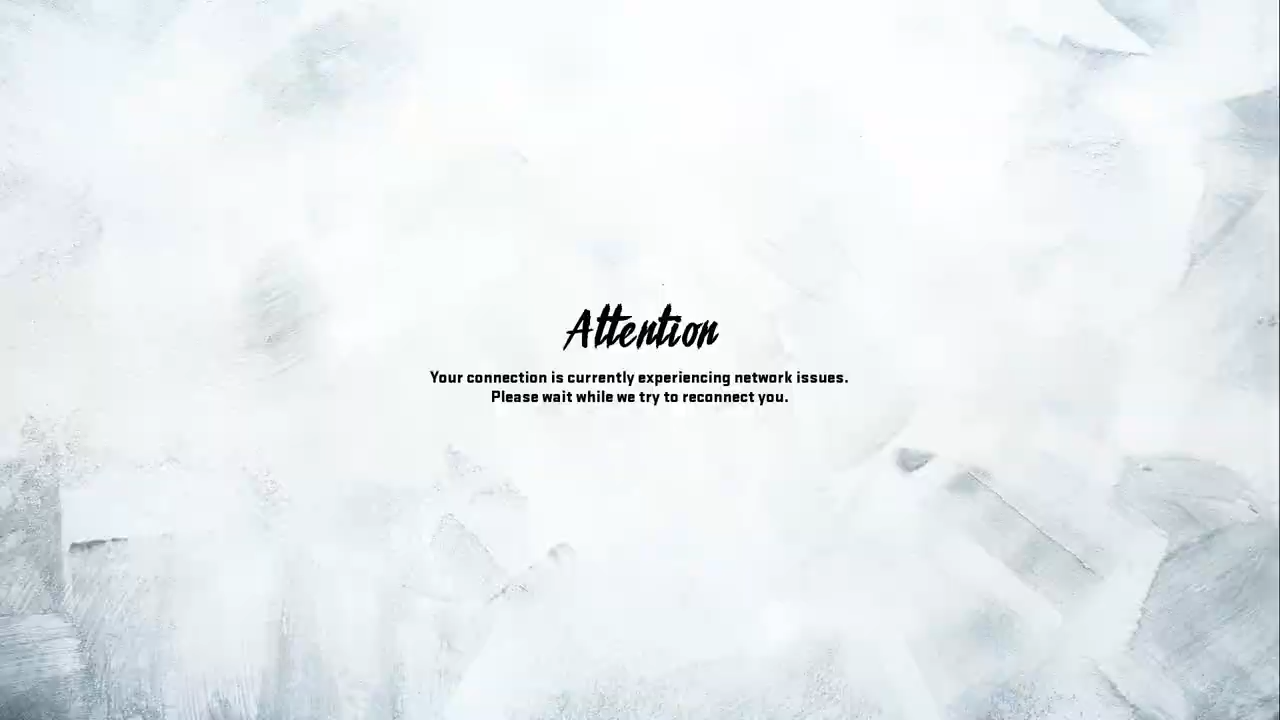 Attention
Your connection is currently experiencing network issues.
Please wait while we try to reconnect you.